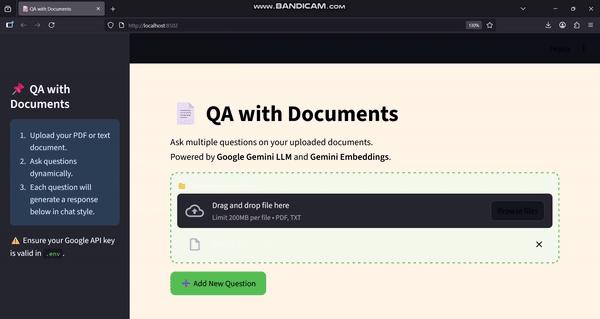 www.BANDICAM.com
QA with Documents
http://localhost:8502
130%
QA with Documents
1. Upload your PDF or text document.
2. Ask questions dynamically.
3. Each question will generate a response below in chat style.
Ensure your Google API key is valid in .env.
Deploy
QA with Documents
Ask multiple questions on your uploaded documents.
Powered by Google Gemini LLM and Gemini Embeddings.
Drag and drop file here
Limit 200MB per file • PDF, TXT
Browse files
Add New Question